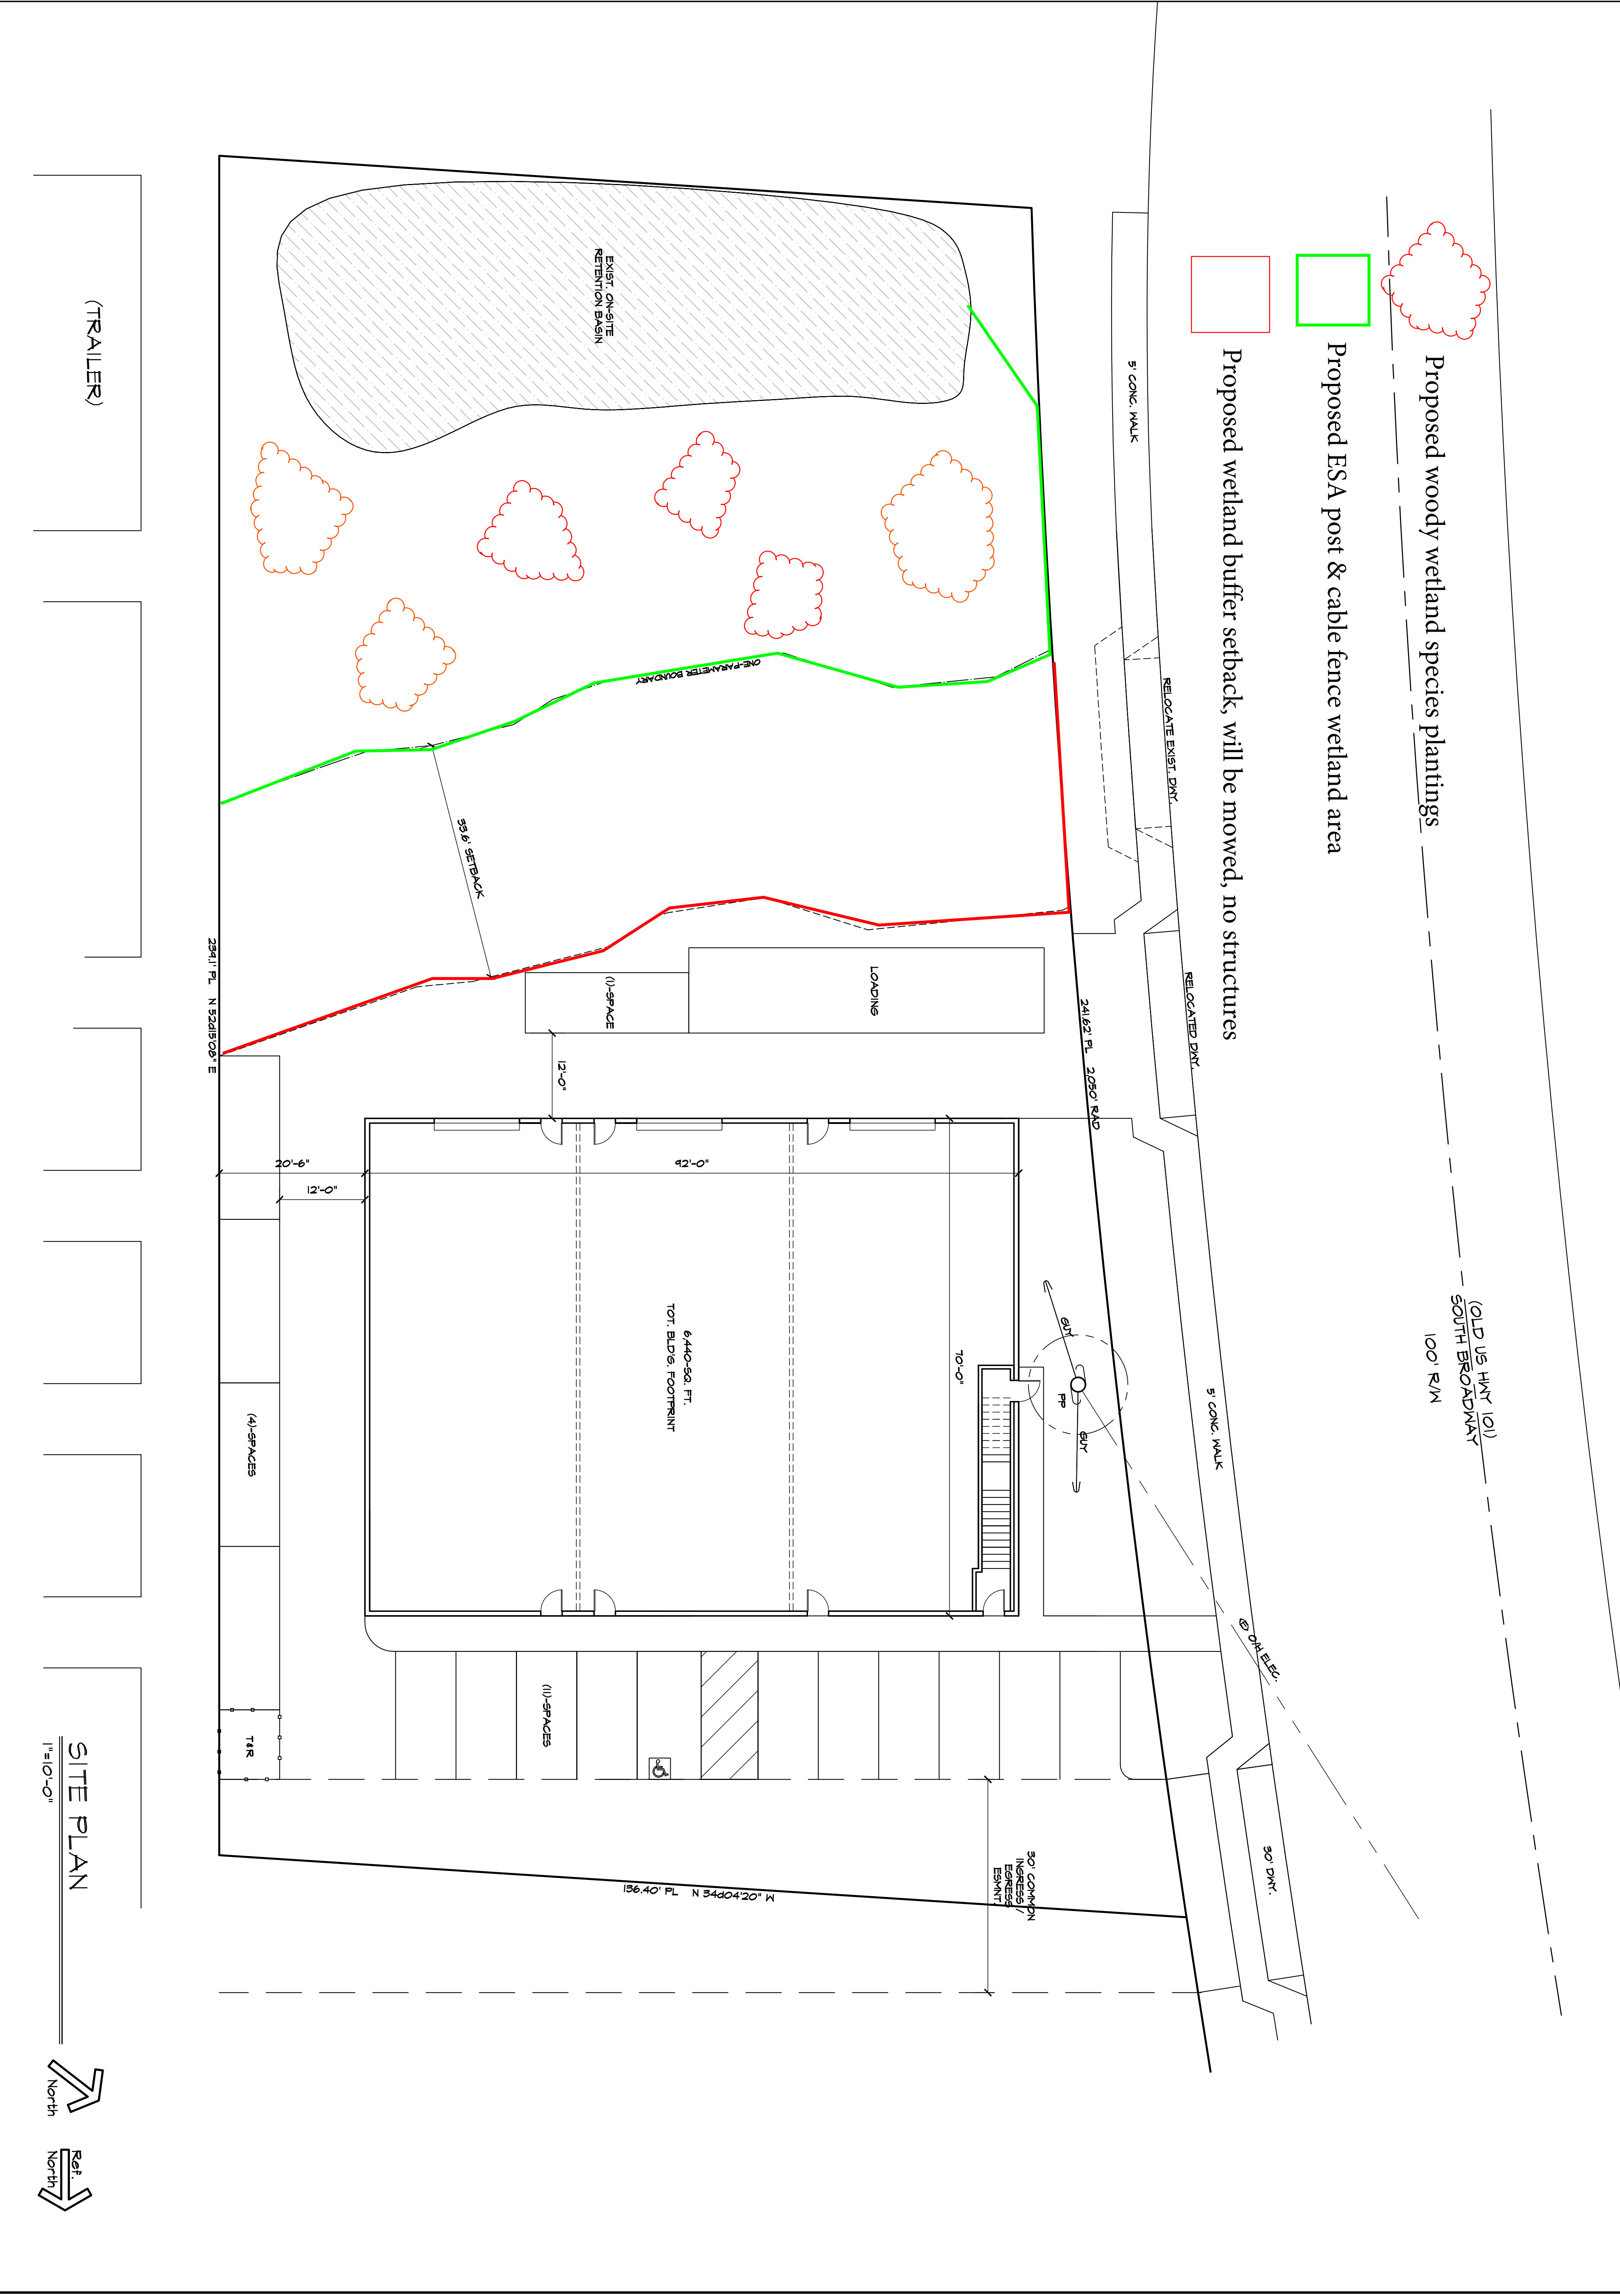 Proposed woody wetland species plantings
Proposed ESA post & cable fence wetland area
Proposed wetland buffer setback, will be mowed, no structures
(OLD US HWY 101)
SOUTH BROADWAY
100' R/W
5' CONC. WALK
RELOCATE EXIST. DWY.
RELOCATED DWY.
5' CONC. WALK
(E) O/H ELEC.
30' DWY.
241.62' PL 2,050' RAD
EXIST. ON-SITE
RETENTION BASIN
ONE-PARAMETER BOUNDARY
33.6' SETBACK
LOADING
(1)-SPACE
12'-0"
GUY
PP
GUY
70'-0"
92'-0"
20'-6"
12'-0"
6,440-SQ. FT.
TOT. BLD'G. FOOTPRINT
(4)-SPACES
(11)-SPACES
T&R
30' COMMON
INGRESS /
EGRESS
ESMNT.
136.40' PL N 34d04'20" W
239.1' PL N 52d15'08" E
(TRAILER)
SITE PLAN
1"=10'-0"
North
Ref.
North